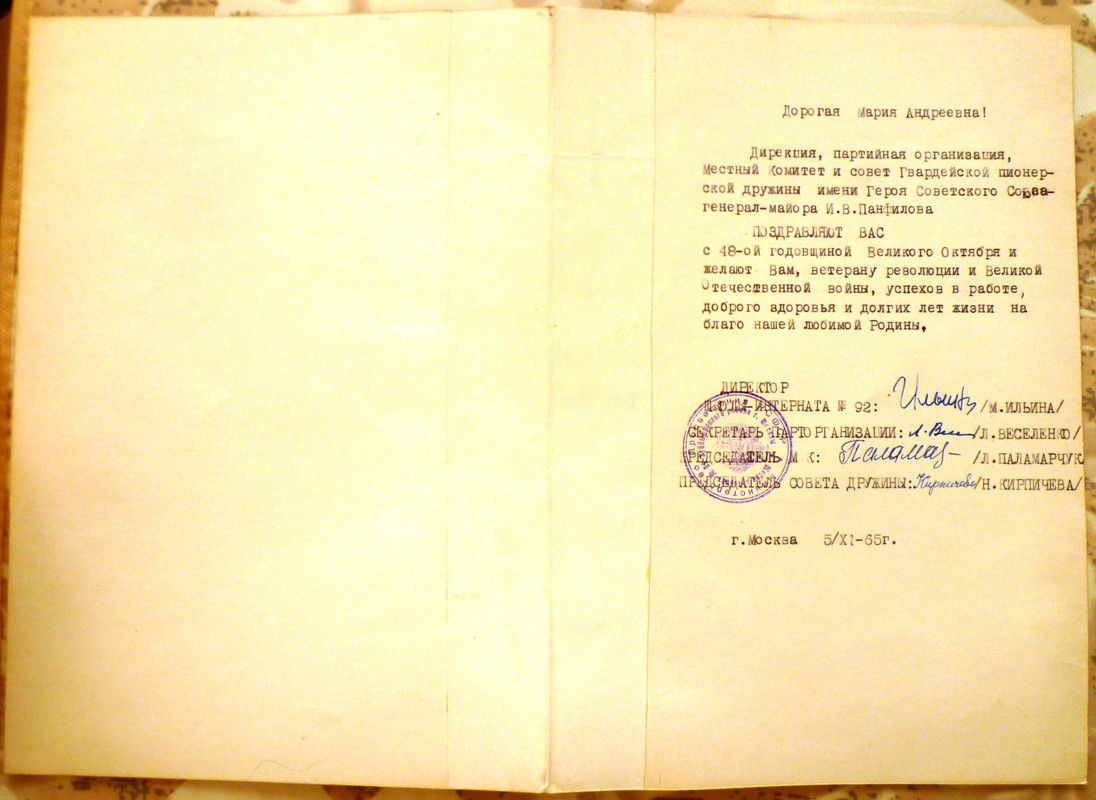 Дорогая Мария Андреевна!
Дирекция, партийная организация,
Местный Комитет и совет Гвардейской пионер-
ской дружины имени Героя Советского Союза-
генерал-майора И.В.Панфилова
ПОЗДРАВЛЯЮТ ВАС
с 48-ой годовщиной Великого Октября и
желают Вам, ветерану революции и Великой
Отечественной войны, успехов в работе,
доброго здоровья и долгих лет жизни на
благо нашей любимой Родины.
ДИРЕКТОР
ШКОЛЫ-ИНТЕРНАТА № 92: Ильина /М.ИЛЬИНА/
СЕКРЕТАРЬ ПАРТОРГАНИЗАЦИИ: /Л.ВЕСЕЛЕНКО/
ПРЕДСЕДАТЕЛЬ М К: Паламар /Л.ПАЛАМАРЧУК
ПРЕДСЕДАТЕЛЬ СОВЕТА ДРУЖИНЫ: Кирпичева /Н.КИРПИЧЕВА/
г.Москва 5/XI-65г.